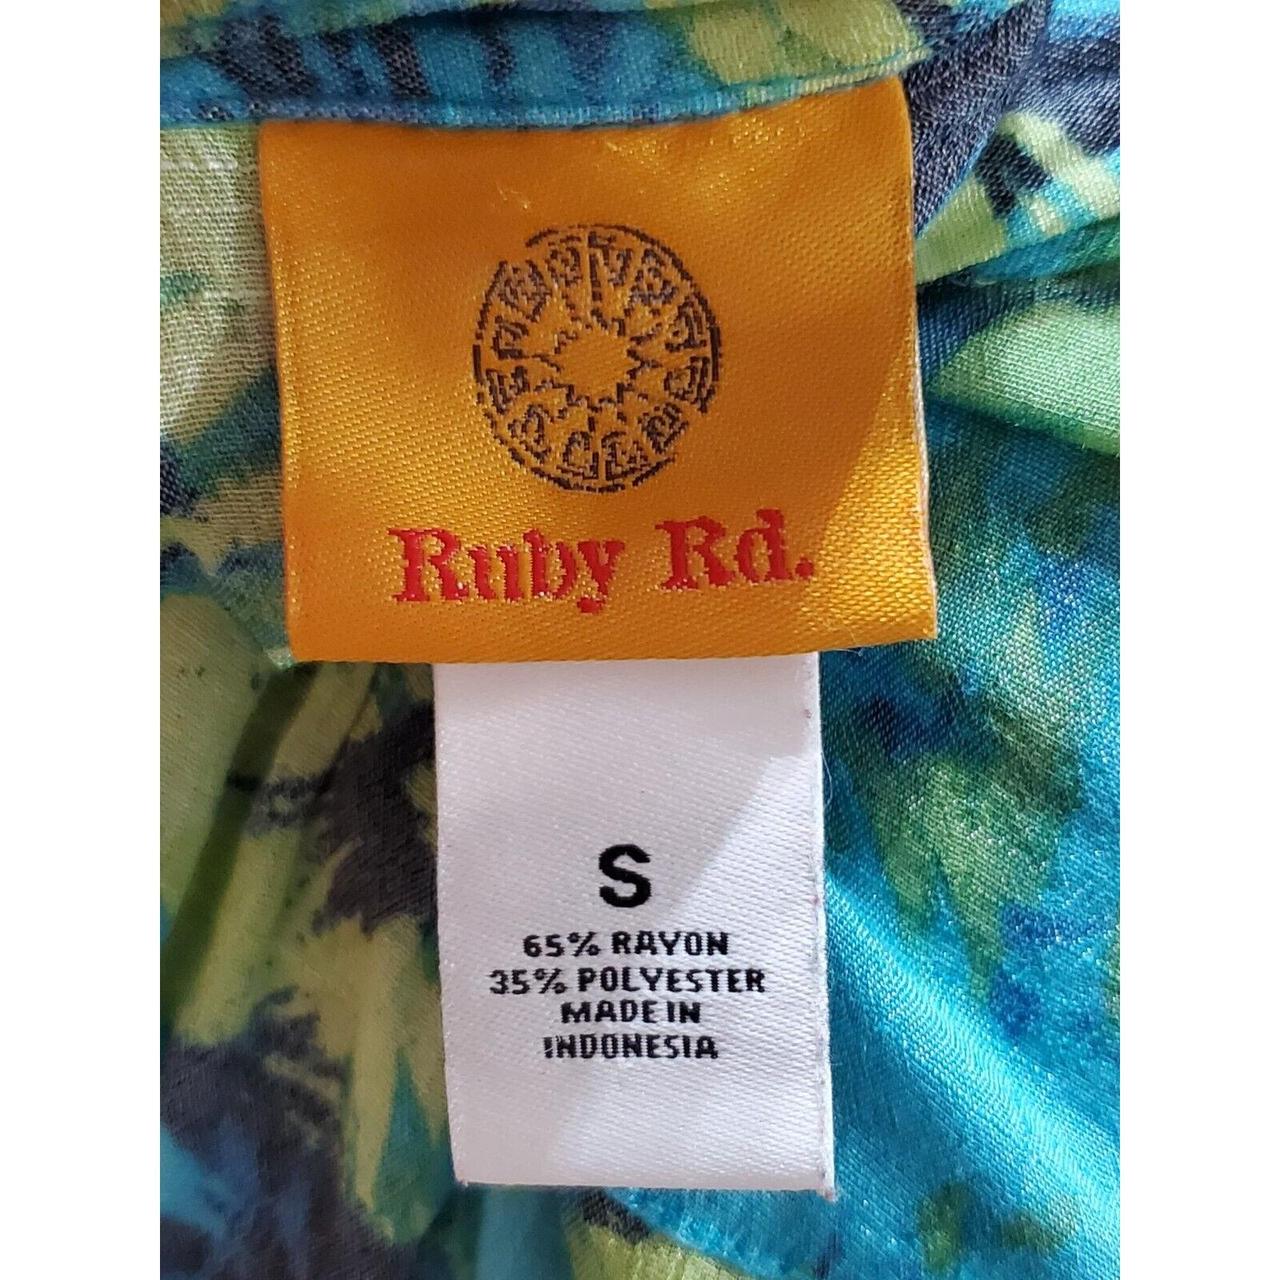 Ruby Rd.
S
65% RAYON
35% POLYESTER
MADE IN
INDONESIA